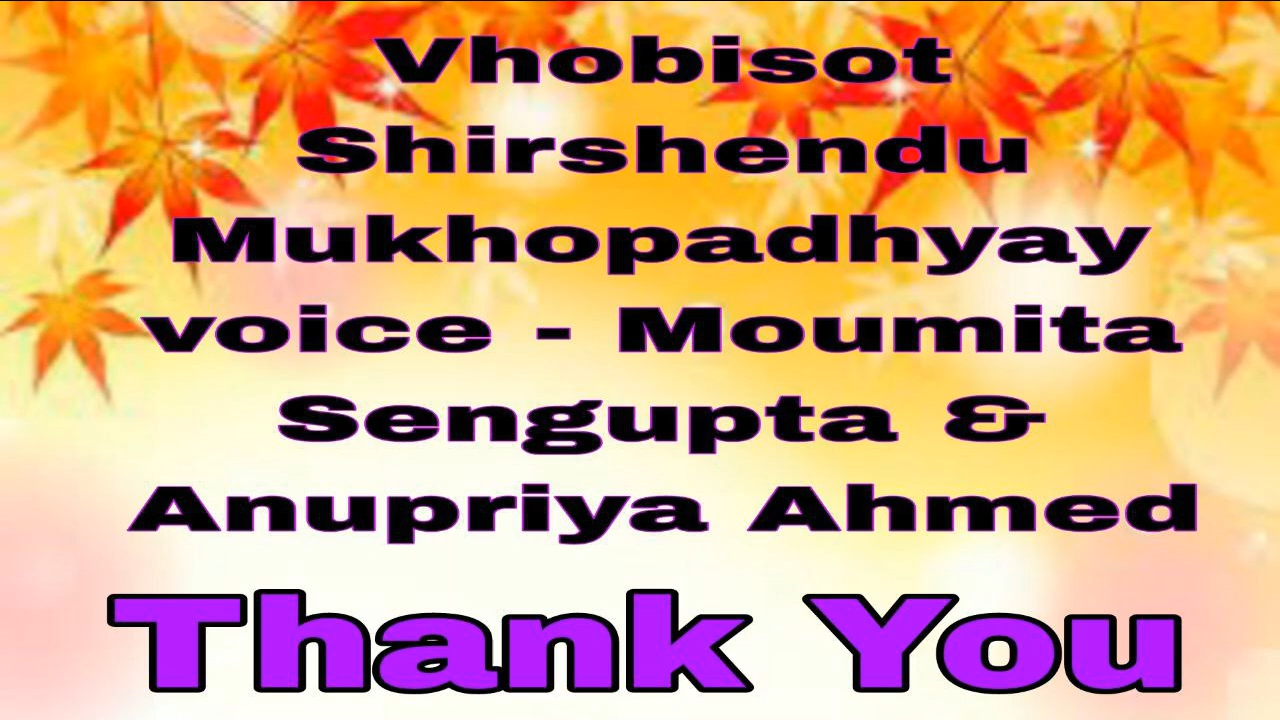 Vhobisot
Shirshendu
Mukhopadhyay
voice - Moumita
Sengupta &
Anupriya Ahmed
Thank You